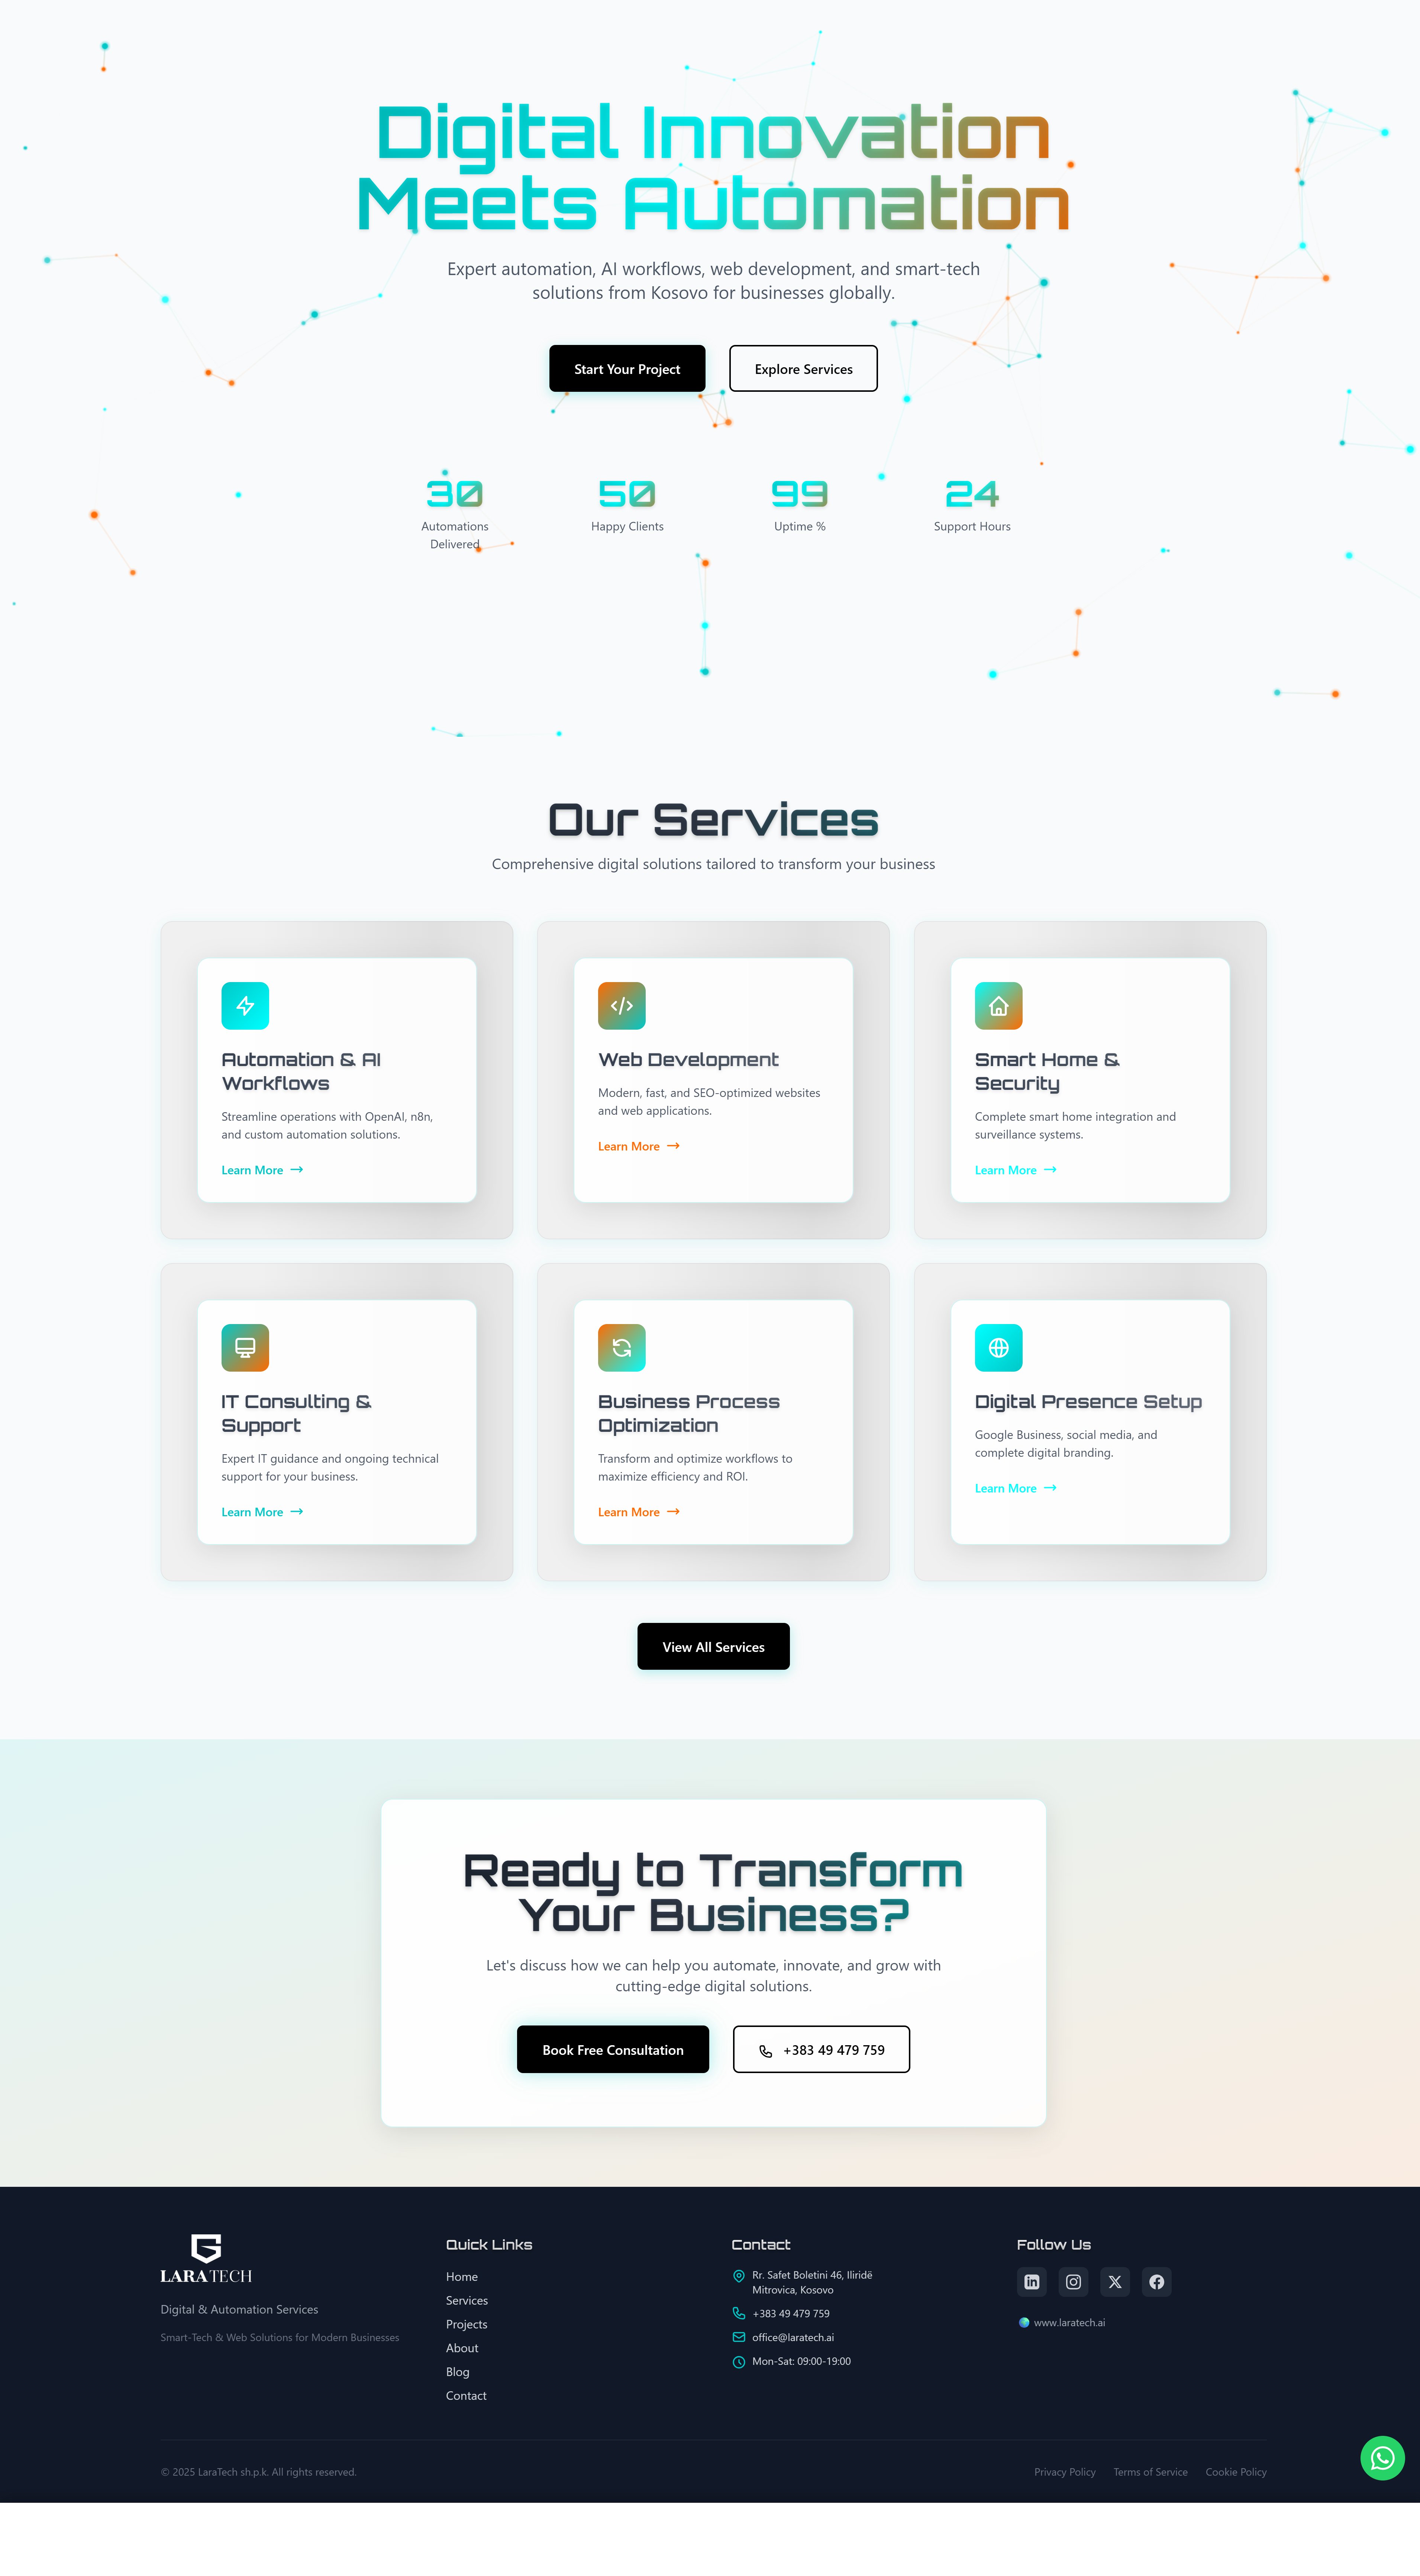 Digital Innovation
Meets Automation
Expert automation, AI workflows, web development, and smart-tech
solutions from Kosovo for businesses globally.
Start Your Project
Explore Services
30
50
99
24
Automations
Delivered
Happy Clients
Uptime %
Support Hours
Our Services
Comprehensive digital solutions tailored to transform your business
Automation & AI
Workflows
Streamline operations with OpenAI, n8n,
and custom automation solutions.
Learn More
Web Development
Modern, fast, and SEO-optimized websites
and web applications.
Learn More
Smart Home &
Security
Complete smart home integration and
surveillance systems.
Learn More
IT Consulting &
Support
Expert IT guidance and ongoing technical
support for your business.
Learn More
Business Process
Optimization
Transform and optimize workflows to
maximize efficiency and ROI.
Learn More
Digital Presence Setup
Google Business, social media, and
complete digital branding.
Learn More
View All Services
Ready to Transform
Your Business?
Let's discuss how we can help you automate, innovate, and grow with
cutting-edge digital solutions.
Book Free Consultation
+383 49 479 759
LARATECH
Digital & Automation Services
Smart-Tech & Web Solutions for Modern Businesses
Quick Links
Home
Services
Projects
About
Blog
Contact
Contact
Rr. Safet Boletini 46, Iliridë
Mitrovica, Kosovo
+383 49 479 759
office@laratech.ai
Mon-Sat: 09:00-19:00
Follow Us
www.laratech.ai
© 2025 LaraTech sh.p.k. All rights reserved.
Privacy Policy
Terms of Service
Cookie Policy